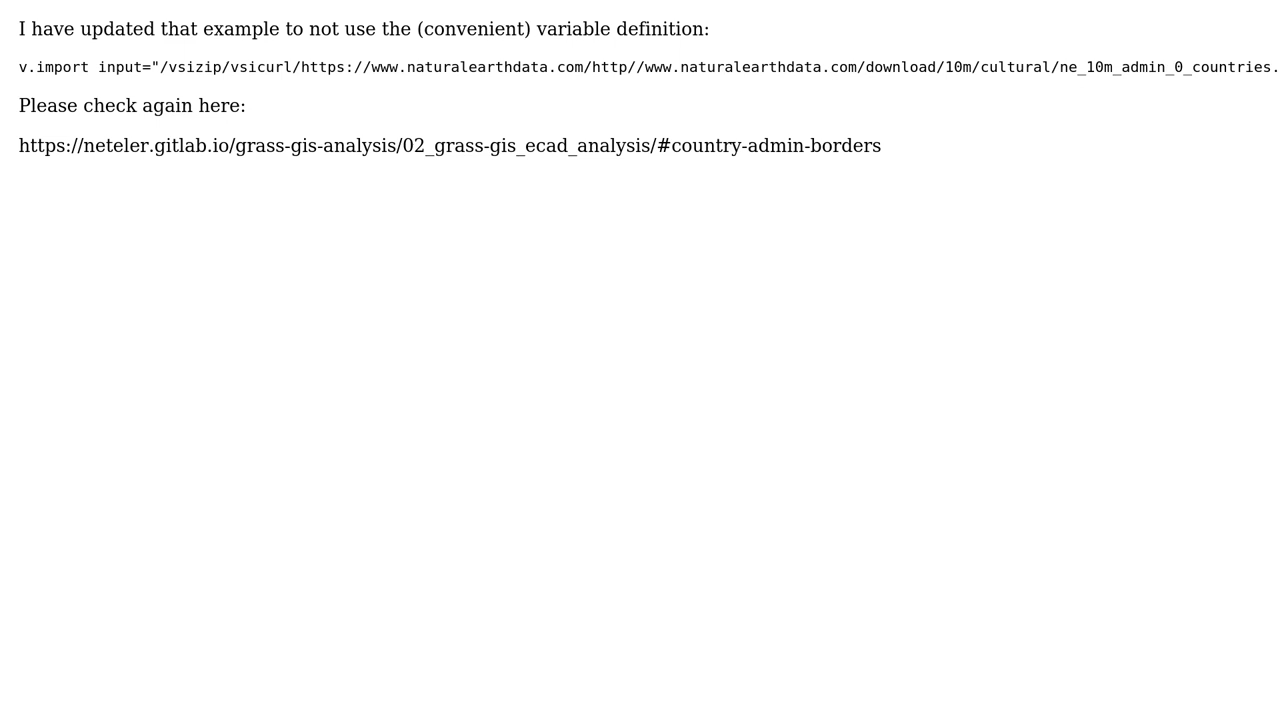 I have updated that example to not use the (convenient) variable definition:
v.import input="/vsizip/vsicurl/https://www.naturalearthdata.com/http//www.naturalearthdata.com/download/10m/cultural/ne_10m_admin_0_countries.
Please check again here:
https://neteler.gitlab.io/grass-gis-analysis/02_grass-gis_ecad_analysis/#country-admin-borders